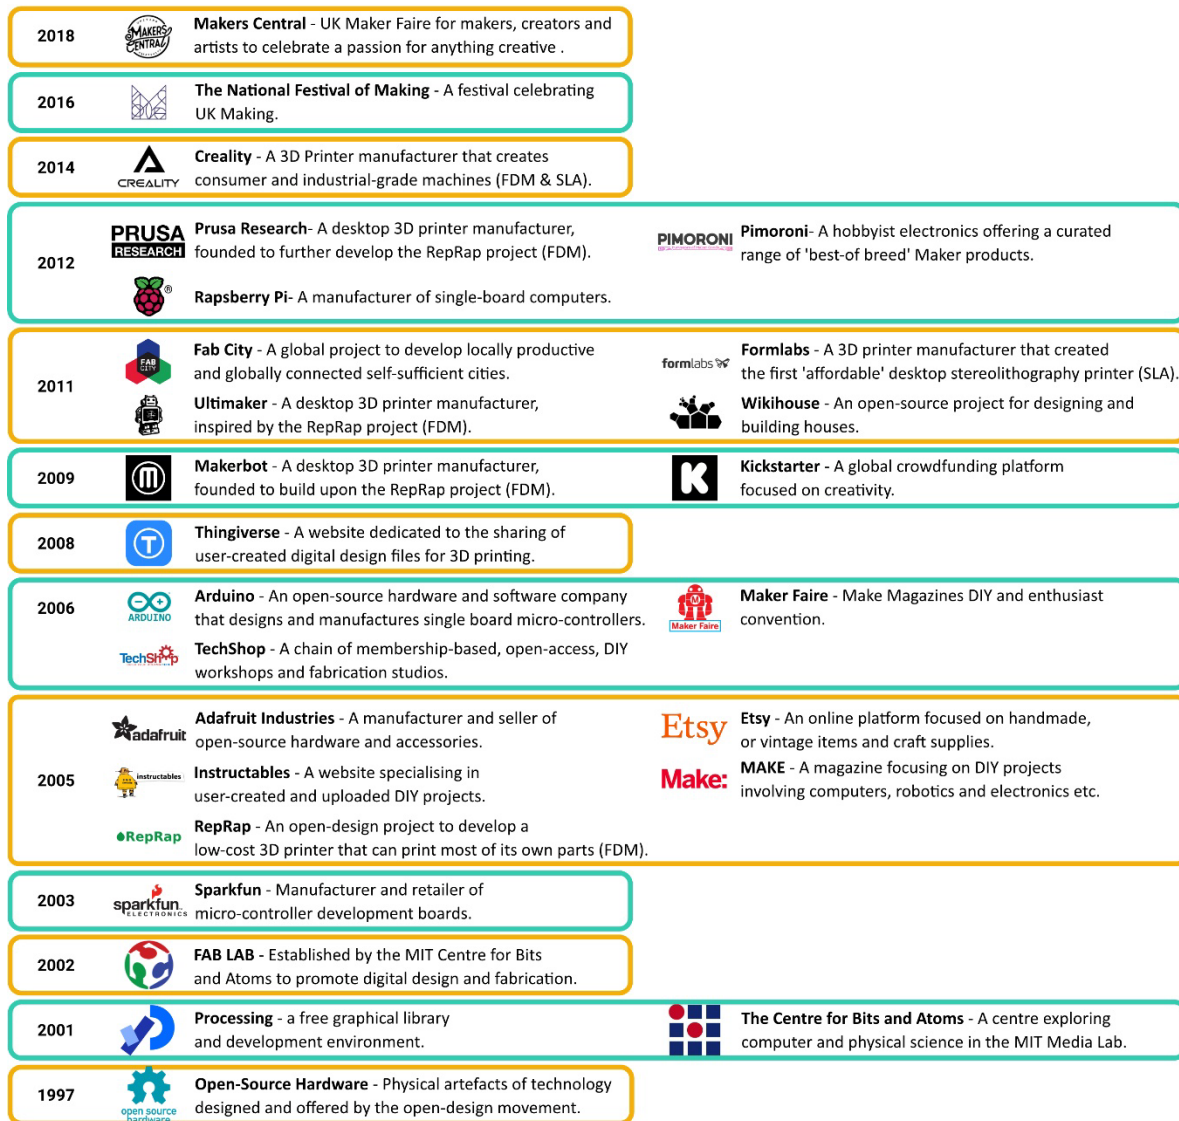 2018
MAKERS
CENTRAL
Makers Central - UK Maker Faire for makers, creators and
artists to celebrate a passion for anything creative .
2016
The National Festival of Making - A festival celebrating
UK Making.
2014
CREALITY
Creality - A 3D Printer manufacturer that creates
consumer and industrial-grade machines (FDM & SLA).
2012
PRUSA
RESEARCH
Prusa Research- A desktop 3D printer manufacturer,
founded to further develop the RepRap project (FDM).
PIMORONI
Pimoroni- A hobbyist electronics offering a curated
range of 'best-of breed' Maker products.
®
Rapsberry Pi- A manufacturer of single-board computers.
2011
FAB
CITY
Fab City - A global project to develop locally productive
and globally connected self-sufficient cities.
formlabs
Formlabs - A 3D printer manufacturer that created
the first 'affordable' desktop stereolithography printer (SLA).
Ultimaker - A desktop 3D printer manufacturer,
inspired by the RepRap project (FDM).
Wikihouse - An open-source project for designing and
building houses.
2009
M
Makerbot - A desktop 3D printer manufacturer,
founded to build upon the RepRap project (FDM).
K
Kickstarter - A global crowdfunding platform
focused on creativity.
2008
T
Thingiverse - A website dedicated to the sharing of
user-created digital design files for 3D printing.
2006
ARDUINO
Arduino - An open-source hardware and software company
that designs and manufactures single board micro-controllers.
M
Maker Faire
Maker Faire - Make Magazines DIY and enthusiast
convention.
TechShop
TechShop - A chain of membership-based, open-access, DIY
workshops and fabrication studios.
2005
adafruit
Adafruit Industries - A manufacturer and seller of
open-source hardware and accessories.
Etsy
Etsy - An online platform focused on handmade,
or vintage items and craft supplies.
instructables
Instructables - A website specialising in
user-created and uploaded DIY projects.
Make:
MAKE - A magazine focusing on DIY projects
involving computers, robotics and electronics etc.
RepRap
RepRap - An open-design project to develop a
low-cost 3D printer that can print most of its own parts (FDM).
2003
sparkfun
ELECTRONICS
Sparkfun - Manufacturer and retailer of
micro-controller development boards.
2002
FAB LAB - Established by the MIT Centre for Bits
and Atoms to promote digital design and fabrication.
2001
Processing - a free graphical library
and development environment.
The Centre for Bits and Atoms - A centre exploring
computer and physical science in the MIT Media Lab.
1997
open source
hardware
Open-Source Hardware - Physical artefacts of technology
designed and offered by the open-design movement.